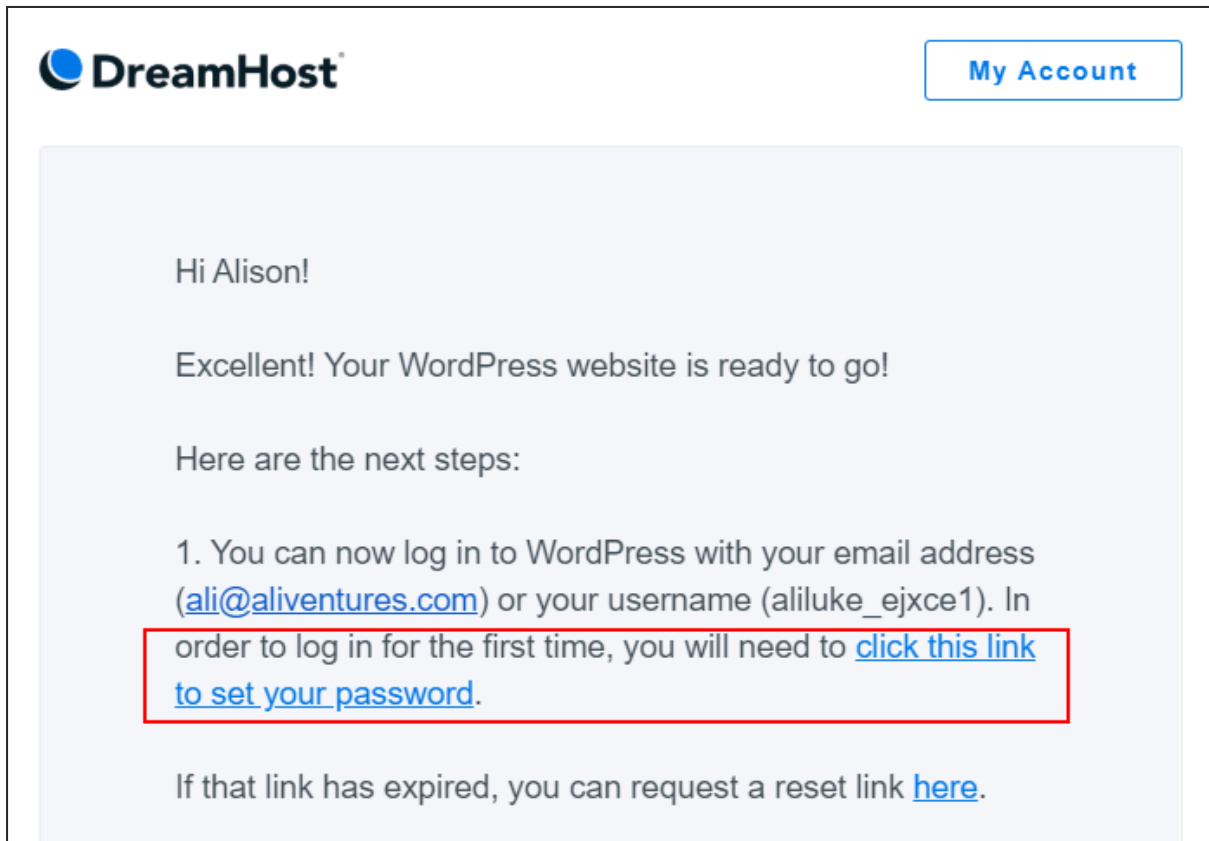 DreamHost
My Account
Hi Alison!
Excellent! Your WordPress website is ready to go!
Here are the next steps:
1. You can now log in to WordPress with your email address
(ali@aliventures.com) or your username (aliluke_ejxce1). In
order to log in for the first time, you will need to click this link
to set your password.
If that link has expired, you can request a reset link here.